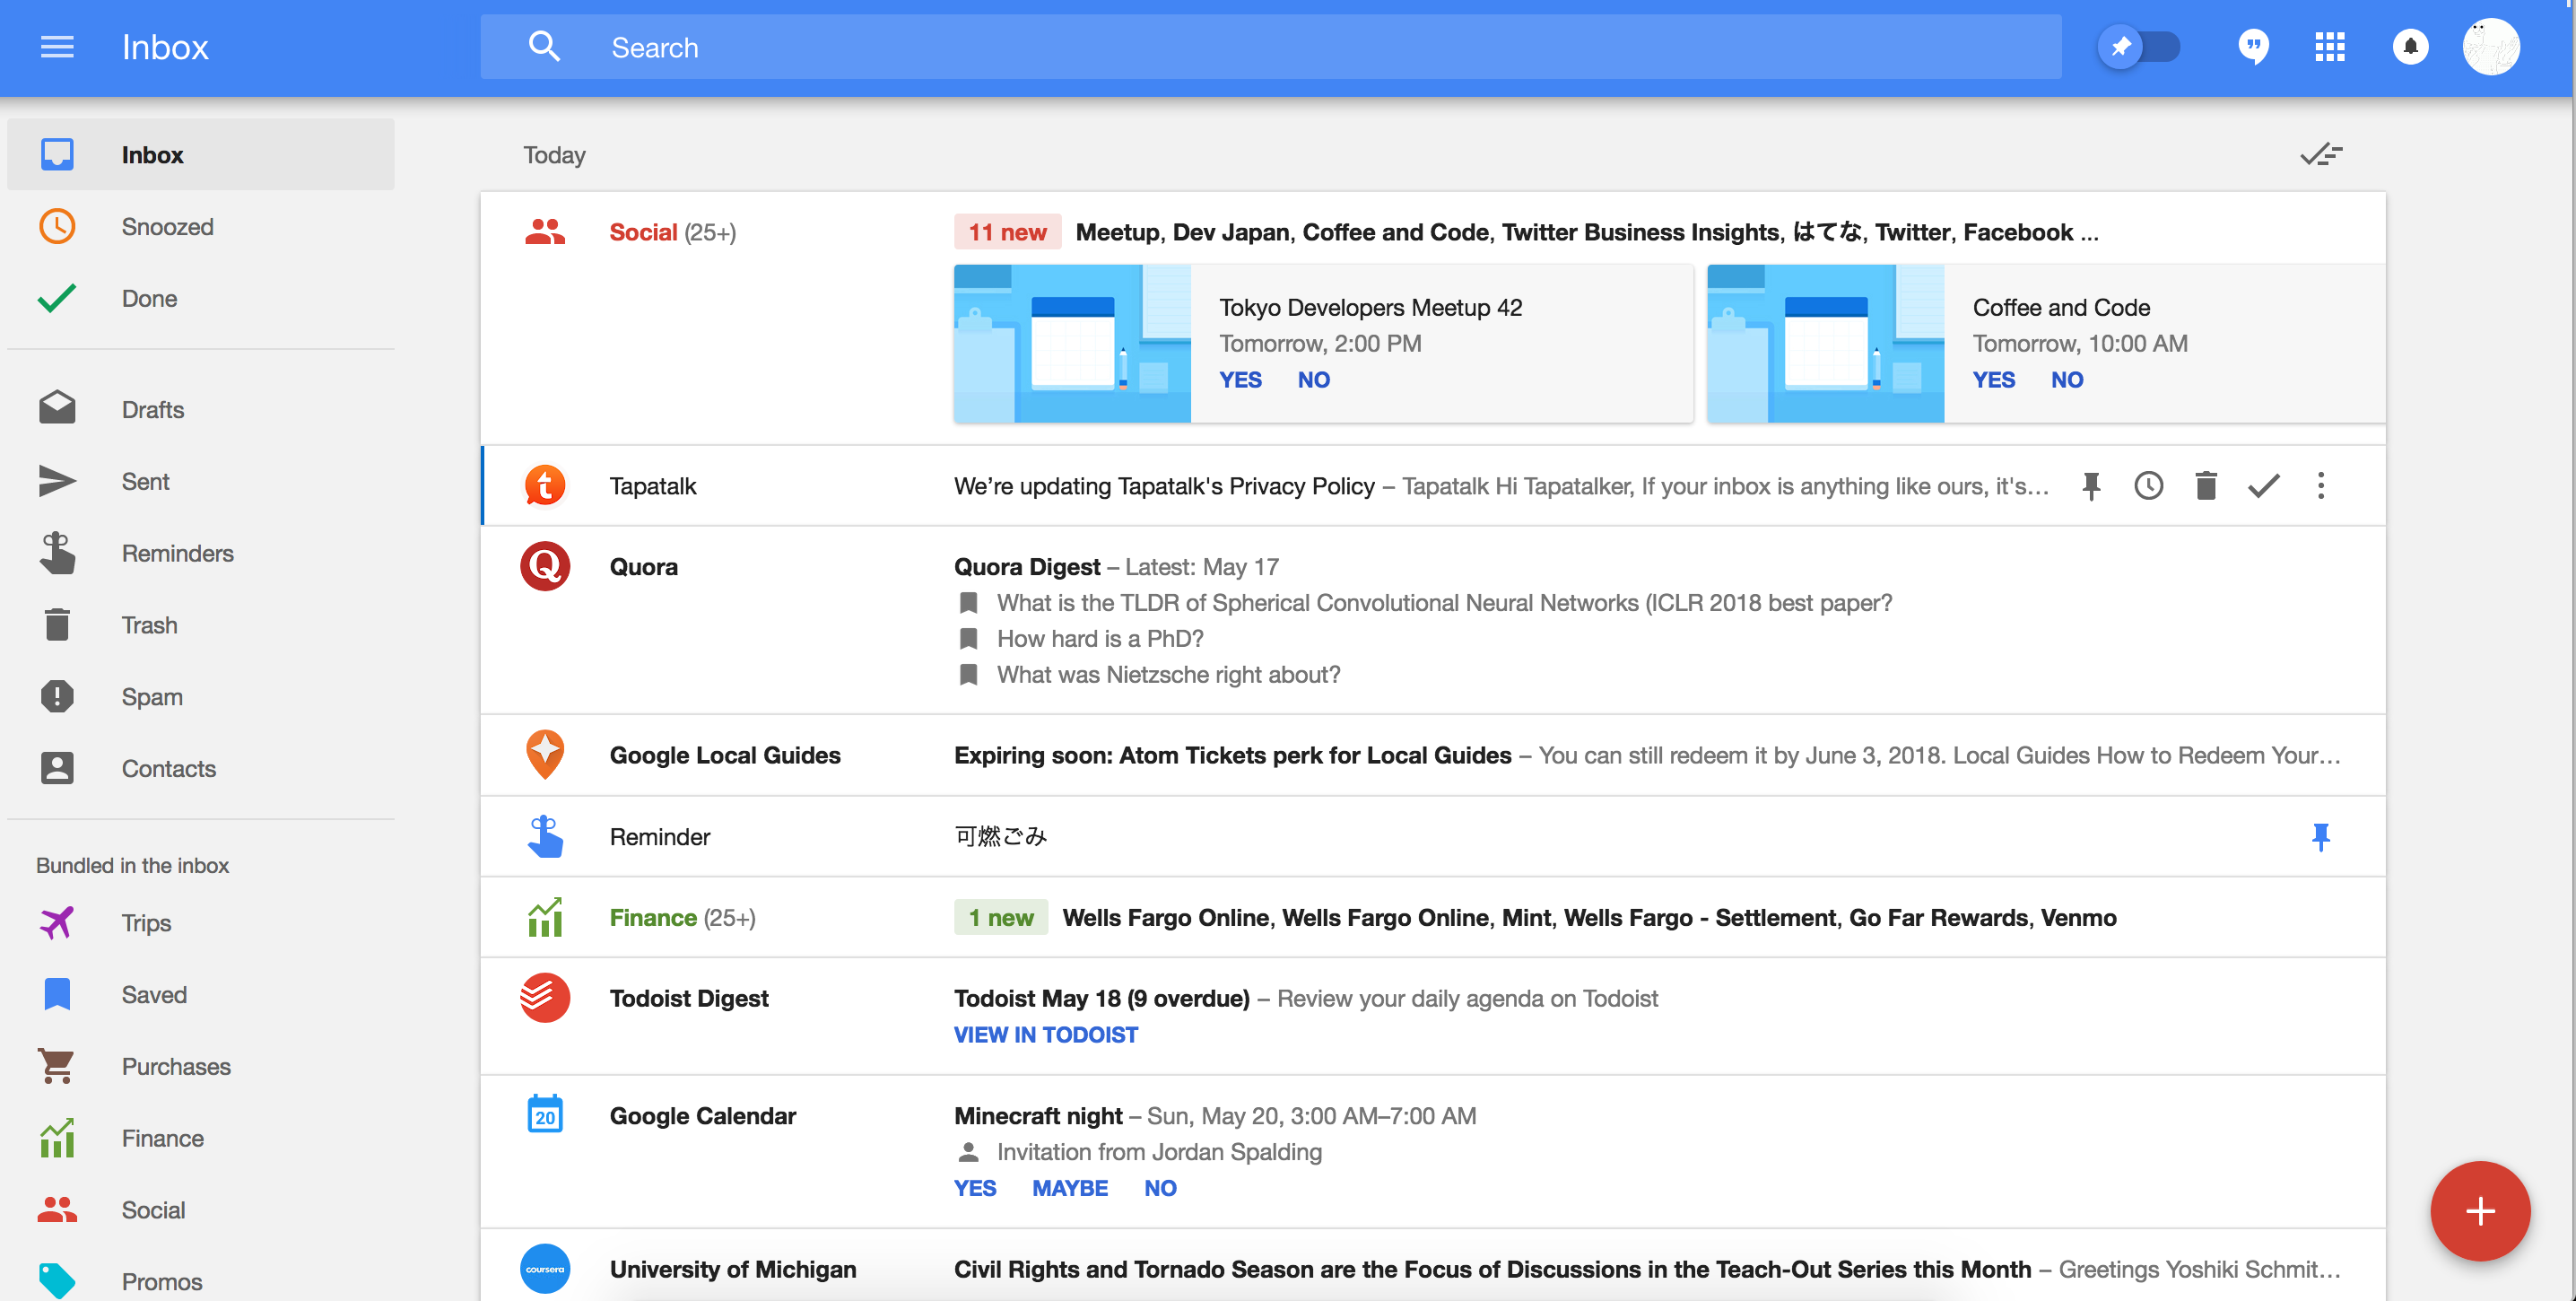 Inbox
Search
Inbox
Snoozed
Done
Drafts
Sent
Reminders
Trash
Spam
Contacts
Bundled in the inbox
Trips
Saved
Purchases
Finance
Social
Promos
Today
Social (25+)
11 new Meetup, Dev Japan, Coffee and Code, Twitter Business Insights, はてな, Twitter, Facebook ...
Tokyo Developers Meetup 42
Tomorrow, 2:00 PM
YES NO
Coffee and Code
Tomorrow, 10:00 AM
YES NO
t
Tapatalk
We’re updating Tapatalk's Privacy Policy – Tapatalk Hi Tapatalker, If your inbox is anything like ours, it's...
Q
Quora
Quora Digest – Latest: May 17
What is the TLDR of Spherical Convolutional Neural Networks (ICLR 2018 best paper?
How hard is a PhD?
What was Nietzsche right about?
Google Local Guides
Expiring soon: Atom Tickets perk for Local Guides – You can still redeem it by June 3, 2018. Local Guides How to Redeem Your...
Reminder
可燃ごみ
Finance (25+)
1 new Wells Fargo Online, Wells Fargo Online, Mint, Wells Fargo - Settlement, Go Far Rewards, Venmo
Todoist Digest
Todoist May 18 (9 overdue) – Review your daily agenda on Todoist
VIEW IN TODOIST
20
Google Calendar
Minecraft night – Sun, May 20, 3:00 AM–7:00 AM
Invitation from Jordan Spalding
YES MAYBE NO
coursera
University of Michigan
Civil Rights and Tornado Season are the Focus of Discussions in the Teach-Out Series this Month – Greetings Yoshiki Schmit...